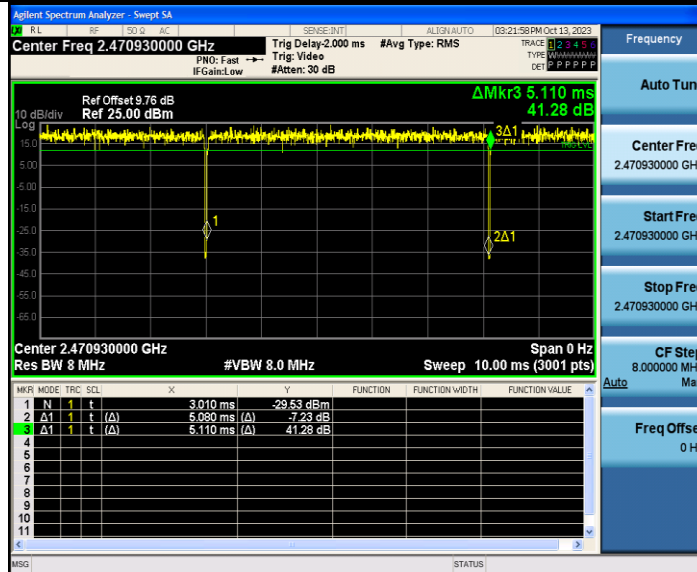 Agilent Spectrum Analyzer - Swept SA
RL RF 50 Ω AC SENSE:INT ALIGN AUTO 03:21:58 PM Oct 13, 2023
Center Freq 2.470930000 GHz Trig Delay-2.000 ms #Avg Type: RMS TRACE 1 2 3 4 5 6
PNO: Fast Trig: Video TYPE
IFGain:Low #Atten: 30 dB DET P P P P P P
Frequency
Auto Tun
Center Fre
2.470930000 GH
Start Fre
2.470930000 GH
Stop Fre
2.470930000 GH
CF Step
8.000000 MH
Auto Ma
Freq Offse
0 H
ΔMkr3 5.110 ms
41.28 dB
Ref Offset 9.76 dB
10 dB/div Ref 25.00 dBm
Log
15.0
5.00
-5.00
-15.0
-25.0
-35.0
-45.0
-55.0
-65.0
3Δ1
TRIG LVL
1
2Δ1
Center 2.470930000 GHz Span 0 Hz
Res BW 8 MHz #VBW 8.0 MHz Sweep 10.00 ms (3001 pts)
MKR MODE TRC SCL X Y FUNCTION FUNCTION WIDTH FUNCTION VALUE
1 N 1 t 3.010 ms -29.53 dBm
2 Δ1 1 t (Δ) 5.080 ms (Δ) -7.23 dB
3 Δ1 1 t (Δ) 5.110 ms (Δ) 41.28 dB
4
5
6
7
8
9
10
11
MSG STATUS